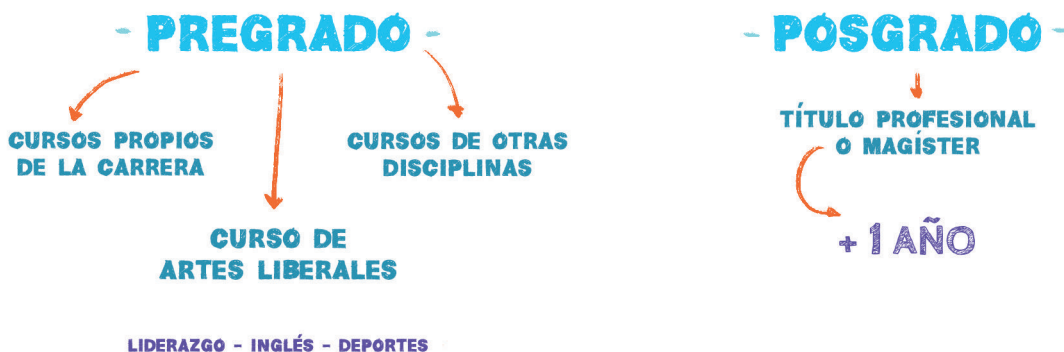 - PREGRADO -
CURSOS PROPIOS
DE LA CARRERA
CURSOS DE OTRAS
DISCIPLINAS
CURSO DE
ARTES LIBERALES
LIDERAZGO - INGLÉS - DEPORTES
- POSGRADO -
TÍTULO PROFESIONAL
O MAGÍSTER
+ 1 AÑO